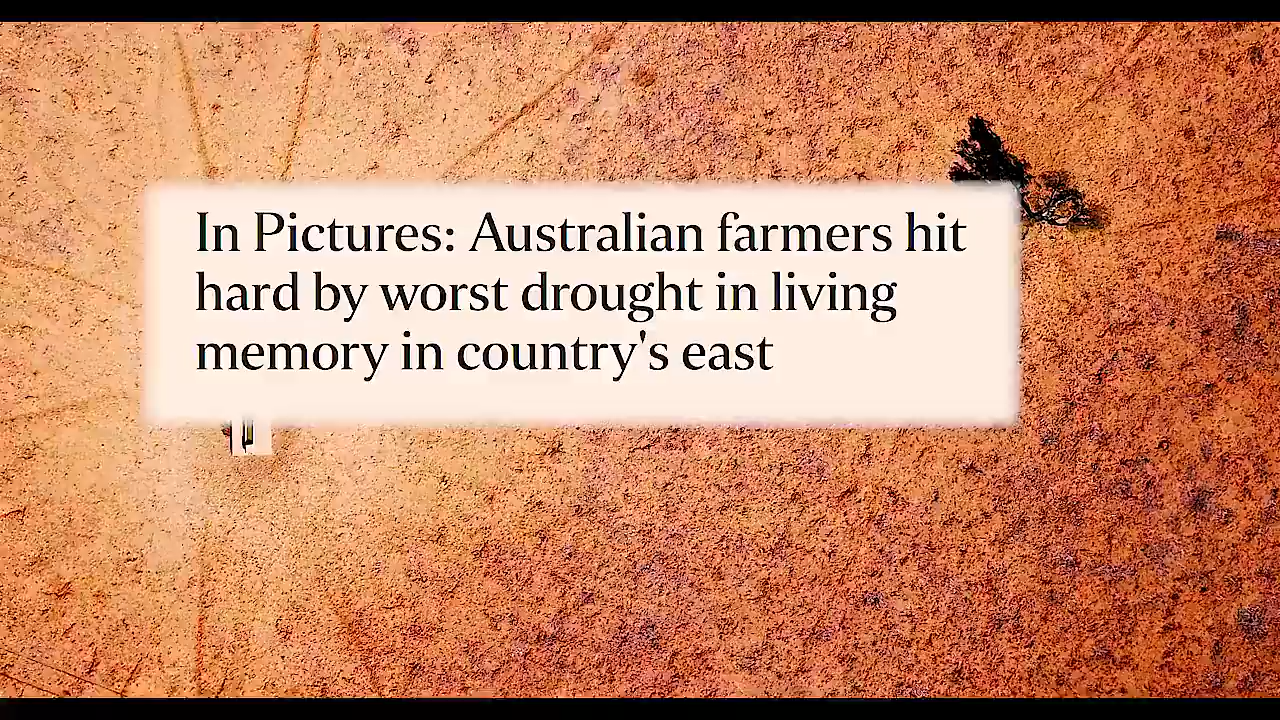 In Pictures: Australian farmers hit
hard by worst drought in living
memory in country's east